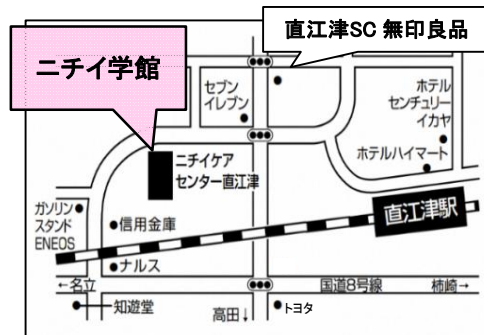 直江津SC 無印良品
ニチイ学館
セブン
イレブン
ホテル
センチュリー
イカヤ
ホテルハイマート
ニチイケア
センター直江津
直江津駅
ガソリン
スタンド
ENEOS
信用金庫
ナルス
←名立
国道8号線
柿崎→
知遊堂
高田↓
トヨタ